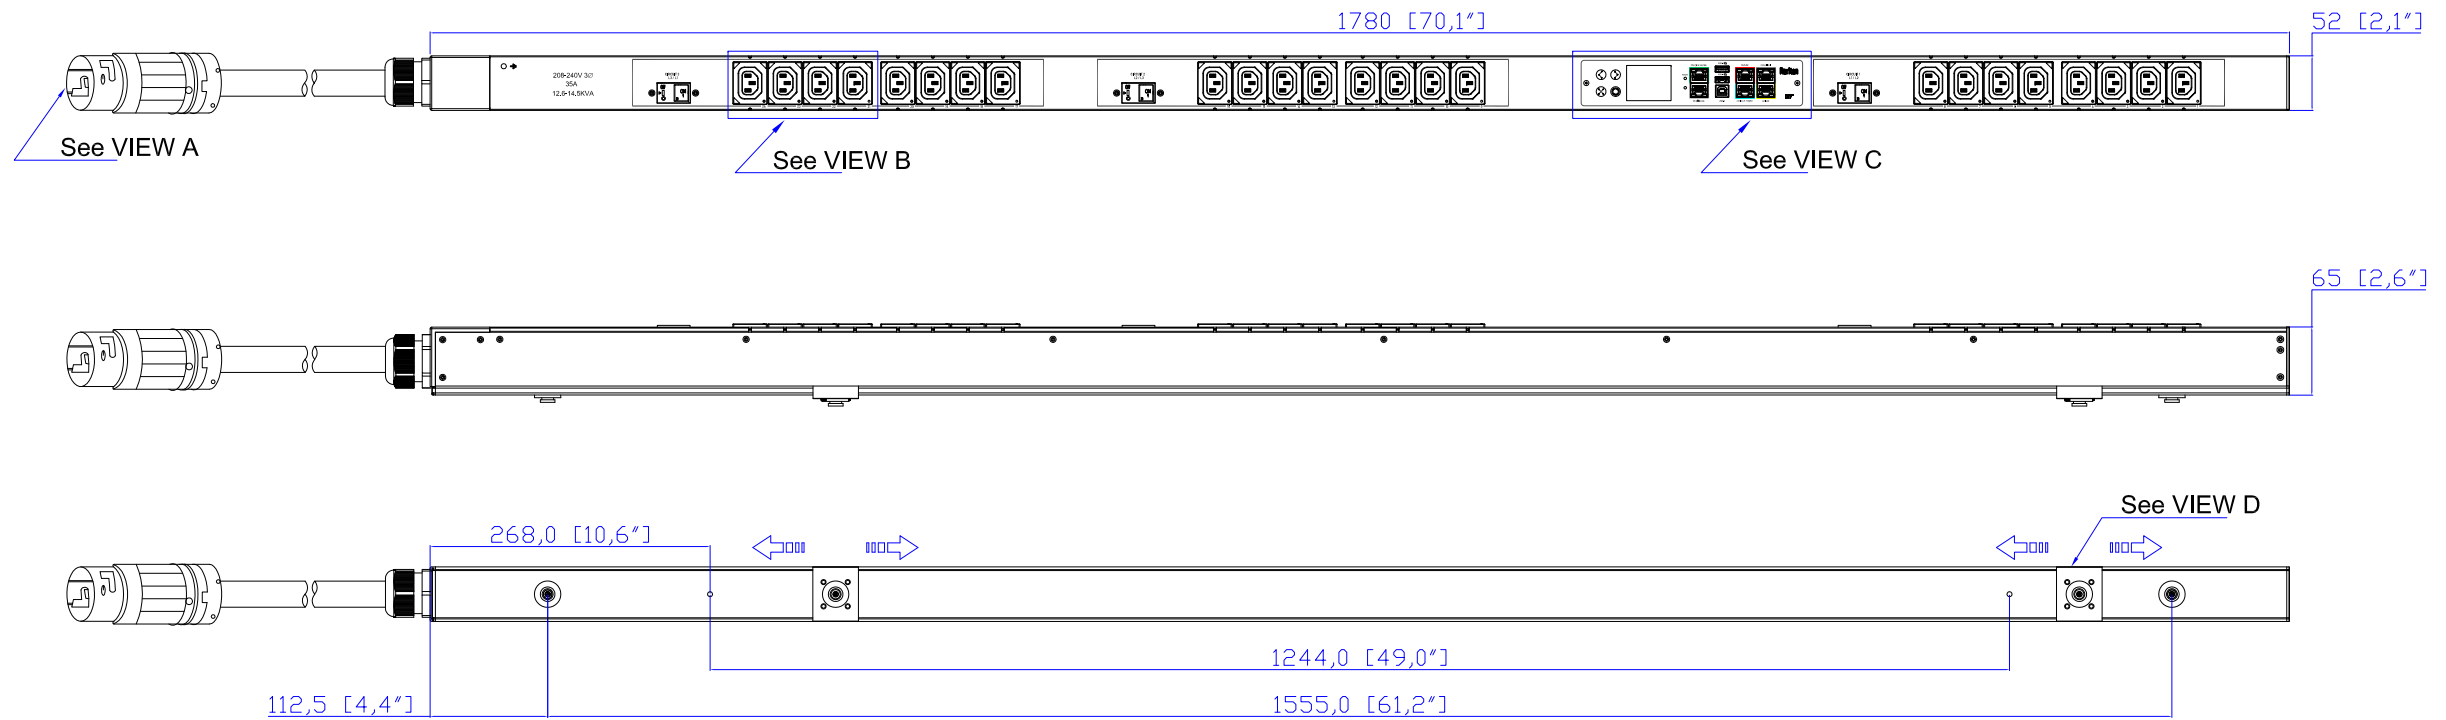 1780 [70,1"]
52 [2,1"]
208-240V 3Ø
35A
12.6-14.5KVA
Raritan
See VIEW A
See VIEW B
See VIEW C
65 [2,6"]
See VIEW D
268,0 [10,6"]
1244,0 [49,0"]
112,5 [4,4"]
1555,0 [61,2"]